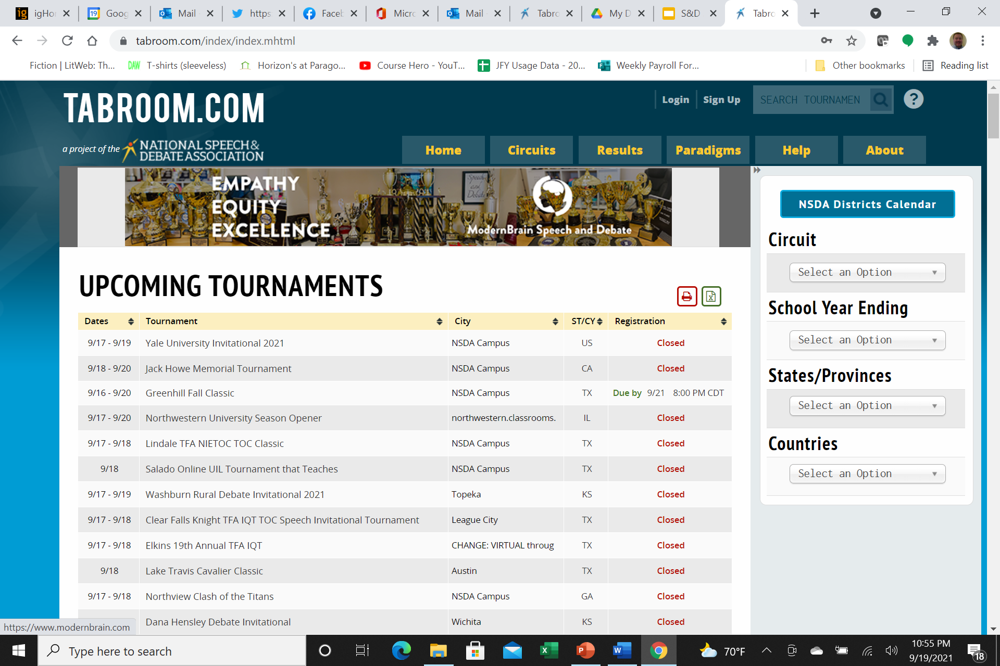 igHo
Goog
Mail
https
Faceb
Micro
Mail
Tabro
My D
S&D
Tabro
tabroom.com/index/index.mhtml
Fiction | LitWeb: Th...
T-shirts (sleeveless)
Horizon's at Parago...
Course Hero - YouT...
JFY Usage Data - 20...
Weekly Payroll For...
Other bookmarks
Reading list
TABROOM.COM
Login
Sign Up
SEARCH TOURNAMEN
?
a project of the
NATIONAL SPEECH &
DEBATE ASSOCIATION
Home
Circuits
Results
Paradigms
Help
About
EMPATHY
EQUITY
EXCELLENCE
Speech
and
Debate
ModernBrain Speech and Debate
UPCOMING TOURNAMENTS
Dates Tournament City ST/CY Registration
9/17 - 9/19 Yale University Invitational 2021 NSDA Campus US Closed
9/18 - 9/20 Jack Howe Memorial Tournament NSDA Campus CA Closed
9/16 - 9/20 Greenhill Fall Classic NSDA Campus TX Due by 9/21 8:00 PM CDT
9/17 - 9/20 Northwestern University Season Opener northwestern.classrooms. IL Closed
9/17 - 9/18 Lindale TFA NIETOC TOC Classic NSDA Campus TX Closed
9/18 Salado Online UIL Tournament that Teaches NSDA Campus TX Closed
9/17 - 9/19 Washburn Rural Debate Invitational 2021 Topeka KS Closed
9/17 - 9/18 Clear Falls Knight TFA IQT TOC Speech Invitational Tournament League City TX Closed
9/17 - 9/18 Elkins 19th Annual TFA IQT CHANGE: VIRTUAL throug TX Closed
9/18 Lake Travis Cavalier Classic Austin TX Closed
9/17 - 9/18 Northview Clash of the Titans NSDA Campus GA Closed
Dana Hensley Debate Invitational Wichita KS Closed
NSDA Districts Calendar
Circuit
Select an Option
School Year Ending
Select an Option
States/Provinces
Select an Option
Countries
Select an Option
https://www.modernbrain.com
Type here to search
70°F
10:55 PM
9/19/2021
18